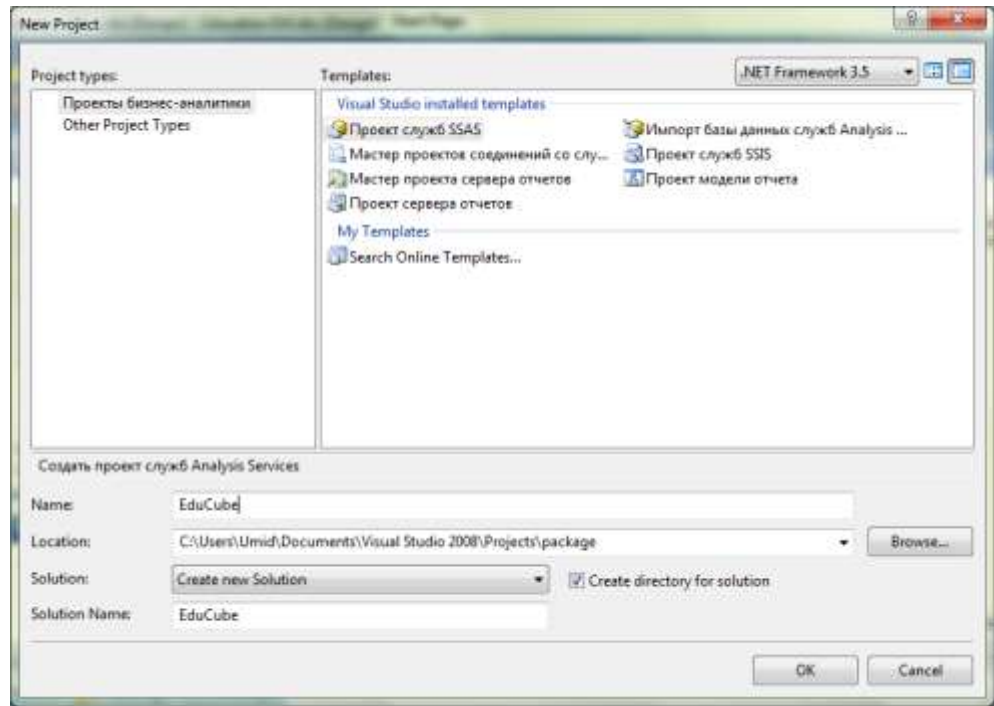 New Project
Project types:
Templates:
.NET Framework 3.5
Проекты бизнес-аналитики
Other Project Types
Visual Studio installed templates
Проект служб SSAS
Импорт базы данных служб Analysis ...
Мастер проектов соединений со слу...
Проект служб SSIS
Мастер проекта сервера отчетов
Проект модели отчета
Проект сервера отчетов
My Templates
Search Online Templates...
Создать проект служб Analysis Services
Name:
EduCube
Location:
C:\Users\Umid\Documents\Visual Studio 2008\Projects\package
Browse...
Solution:
Create new Solution
Create directory for solution
Solution Name:
EduCube
OK
Cancel